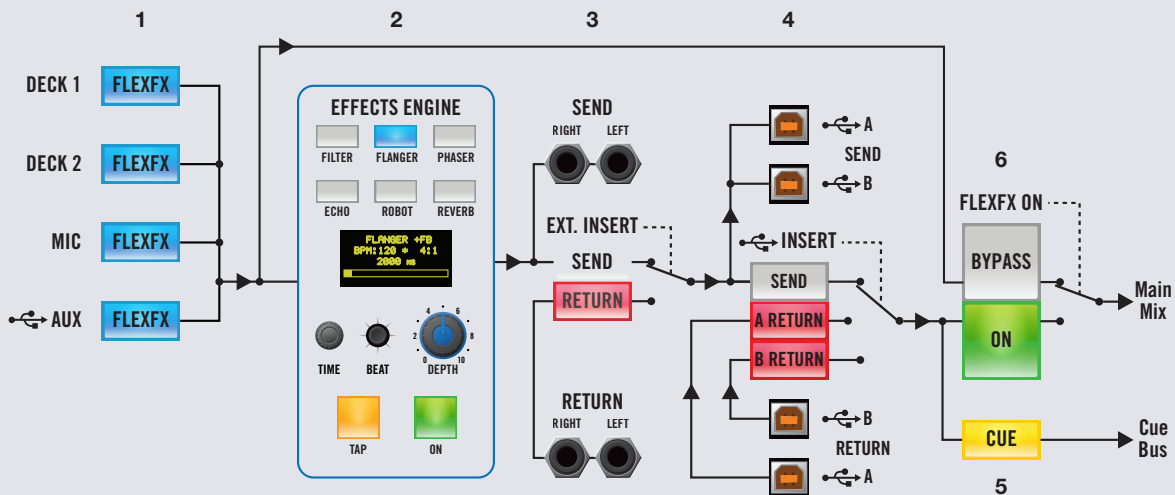 1
2
3
4
DECK 1
FLEXFX
DECK 2
FLEXFX
MIC
FLEXFX
AUX
FLEXFX
EFFECTS ENGINE
FILTER
FLANGER
PHASER
ECHO
ROBOT
REVERB
FLANGER +FB
BPM:120 * 4:1
2000 MS
TIME
BEAT
0
2
4
6
8
10
DEPTH
TAP
ON
SEND
RIGHT
LEFT
EXT. INSERT
SEND
RETURN
RETURN
RIGHT
LEFT
A
SEND
B
INSERT
SEND
A RETURN
B RETURN
B
RETURN
A
6
FLEXFX ON
BYPASS
ON
Main
Mix
CUE
Cue
Bus
5